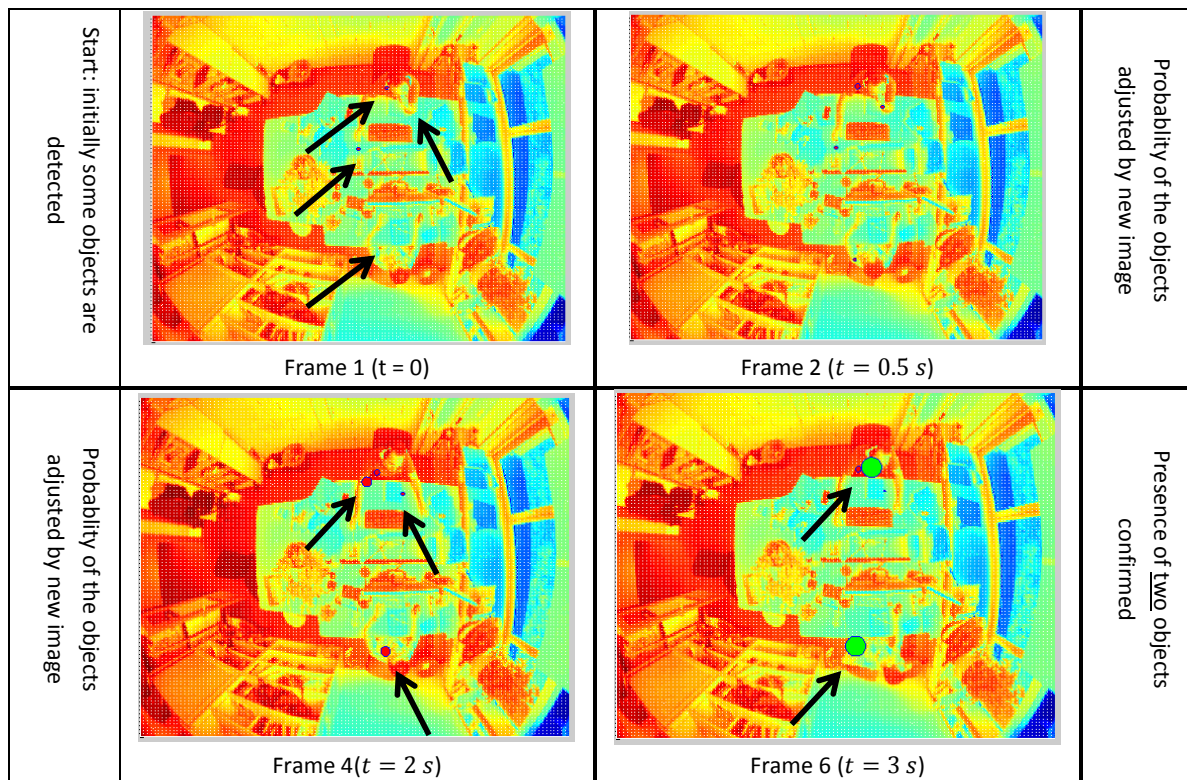 Start: initially some objects are
detected
Frame 1 (t = 0)
Frame 2 (t = 0.5 s)
Probablity of the objects
adjusted by new image
Probablity of the objects
adjusted by new image
Frame 4(t = 2 s)
Frame 6 (t = 3 s)
Presence of two objects
confirmed